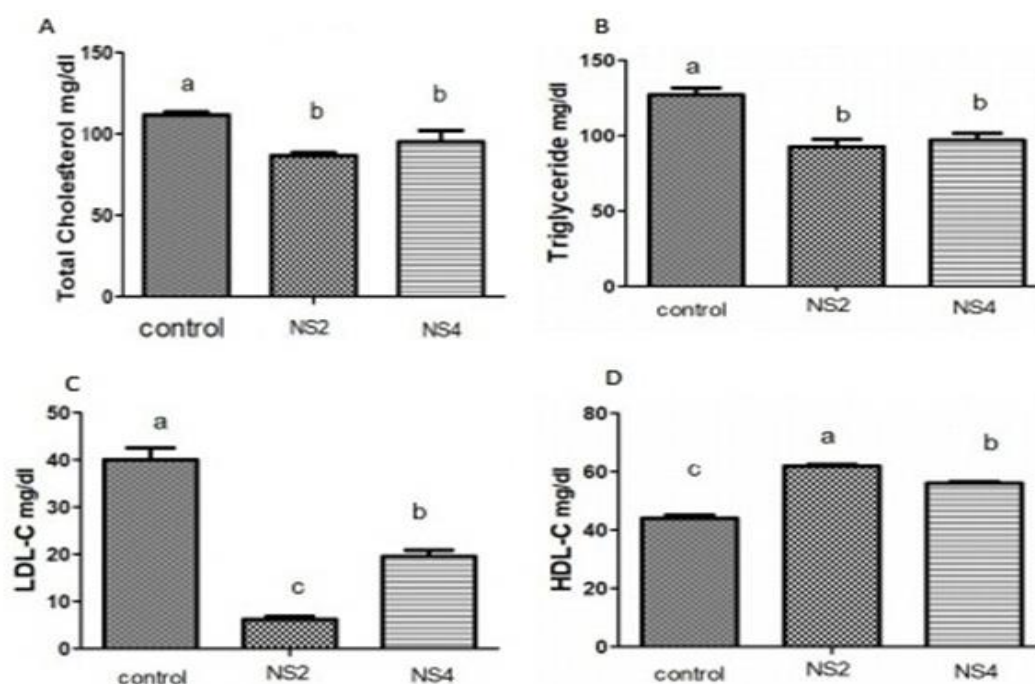 A
Total Cholesterol mg/dl
150
100
50
0
a
b
b
control
NS2
NS4
B
Triglyceride mg/dl
150
100
50
0
a
b
b
control
NS2
NS4
C
LDL-C mg/dl
50
40
30
20
10
0
a
c
b
control
NS2
NS4
D
HDL-C mg/dl
80
60
40
20
0
c
a
b
control
NS2
NS4